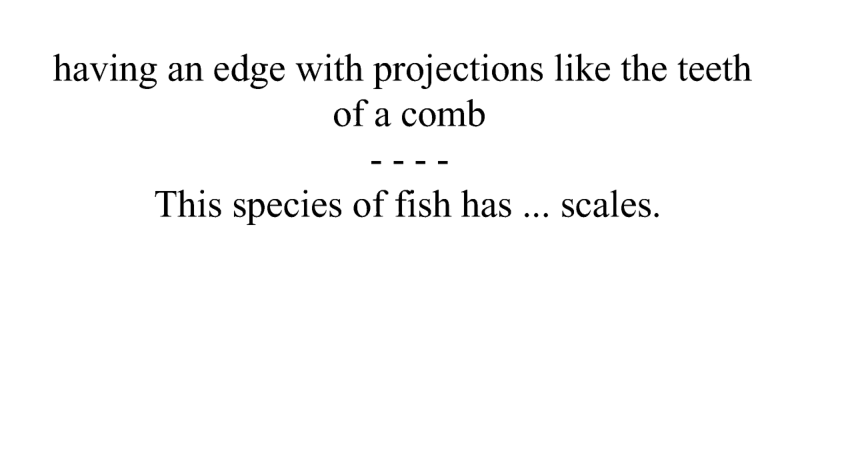 having an edge with projections like the teeth
of a comb
- - - -
This species of fish has ... scales.